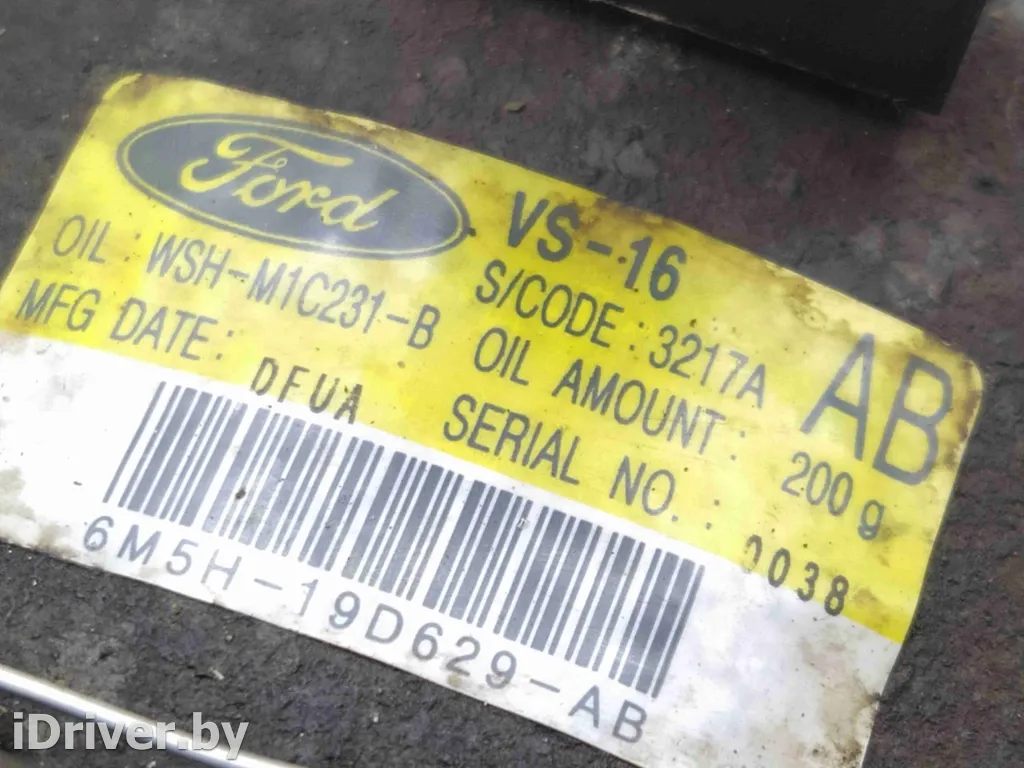 Ford
VS-16
OIL : WSH-M1C231-B
S/CODE : 3217A
AB
MFG DATE:
OIL AMOUNT : 200 g
DFUA
SERIAL NO. : 0038
6M5H-19D629-AB
iDriver.by